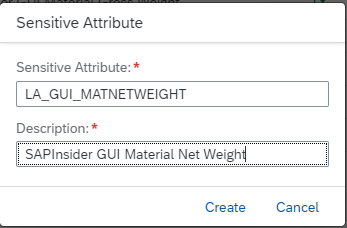 Sensitive Attribute
Sensitive Attribute:*
LA_GUI_MATNETWEIGHT
Description:*
SAPInsider GUI Material Net Weight
Create Cancel